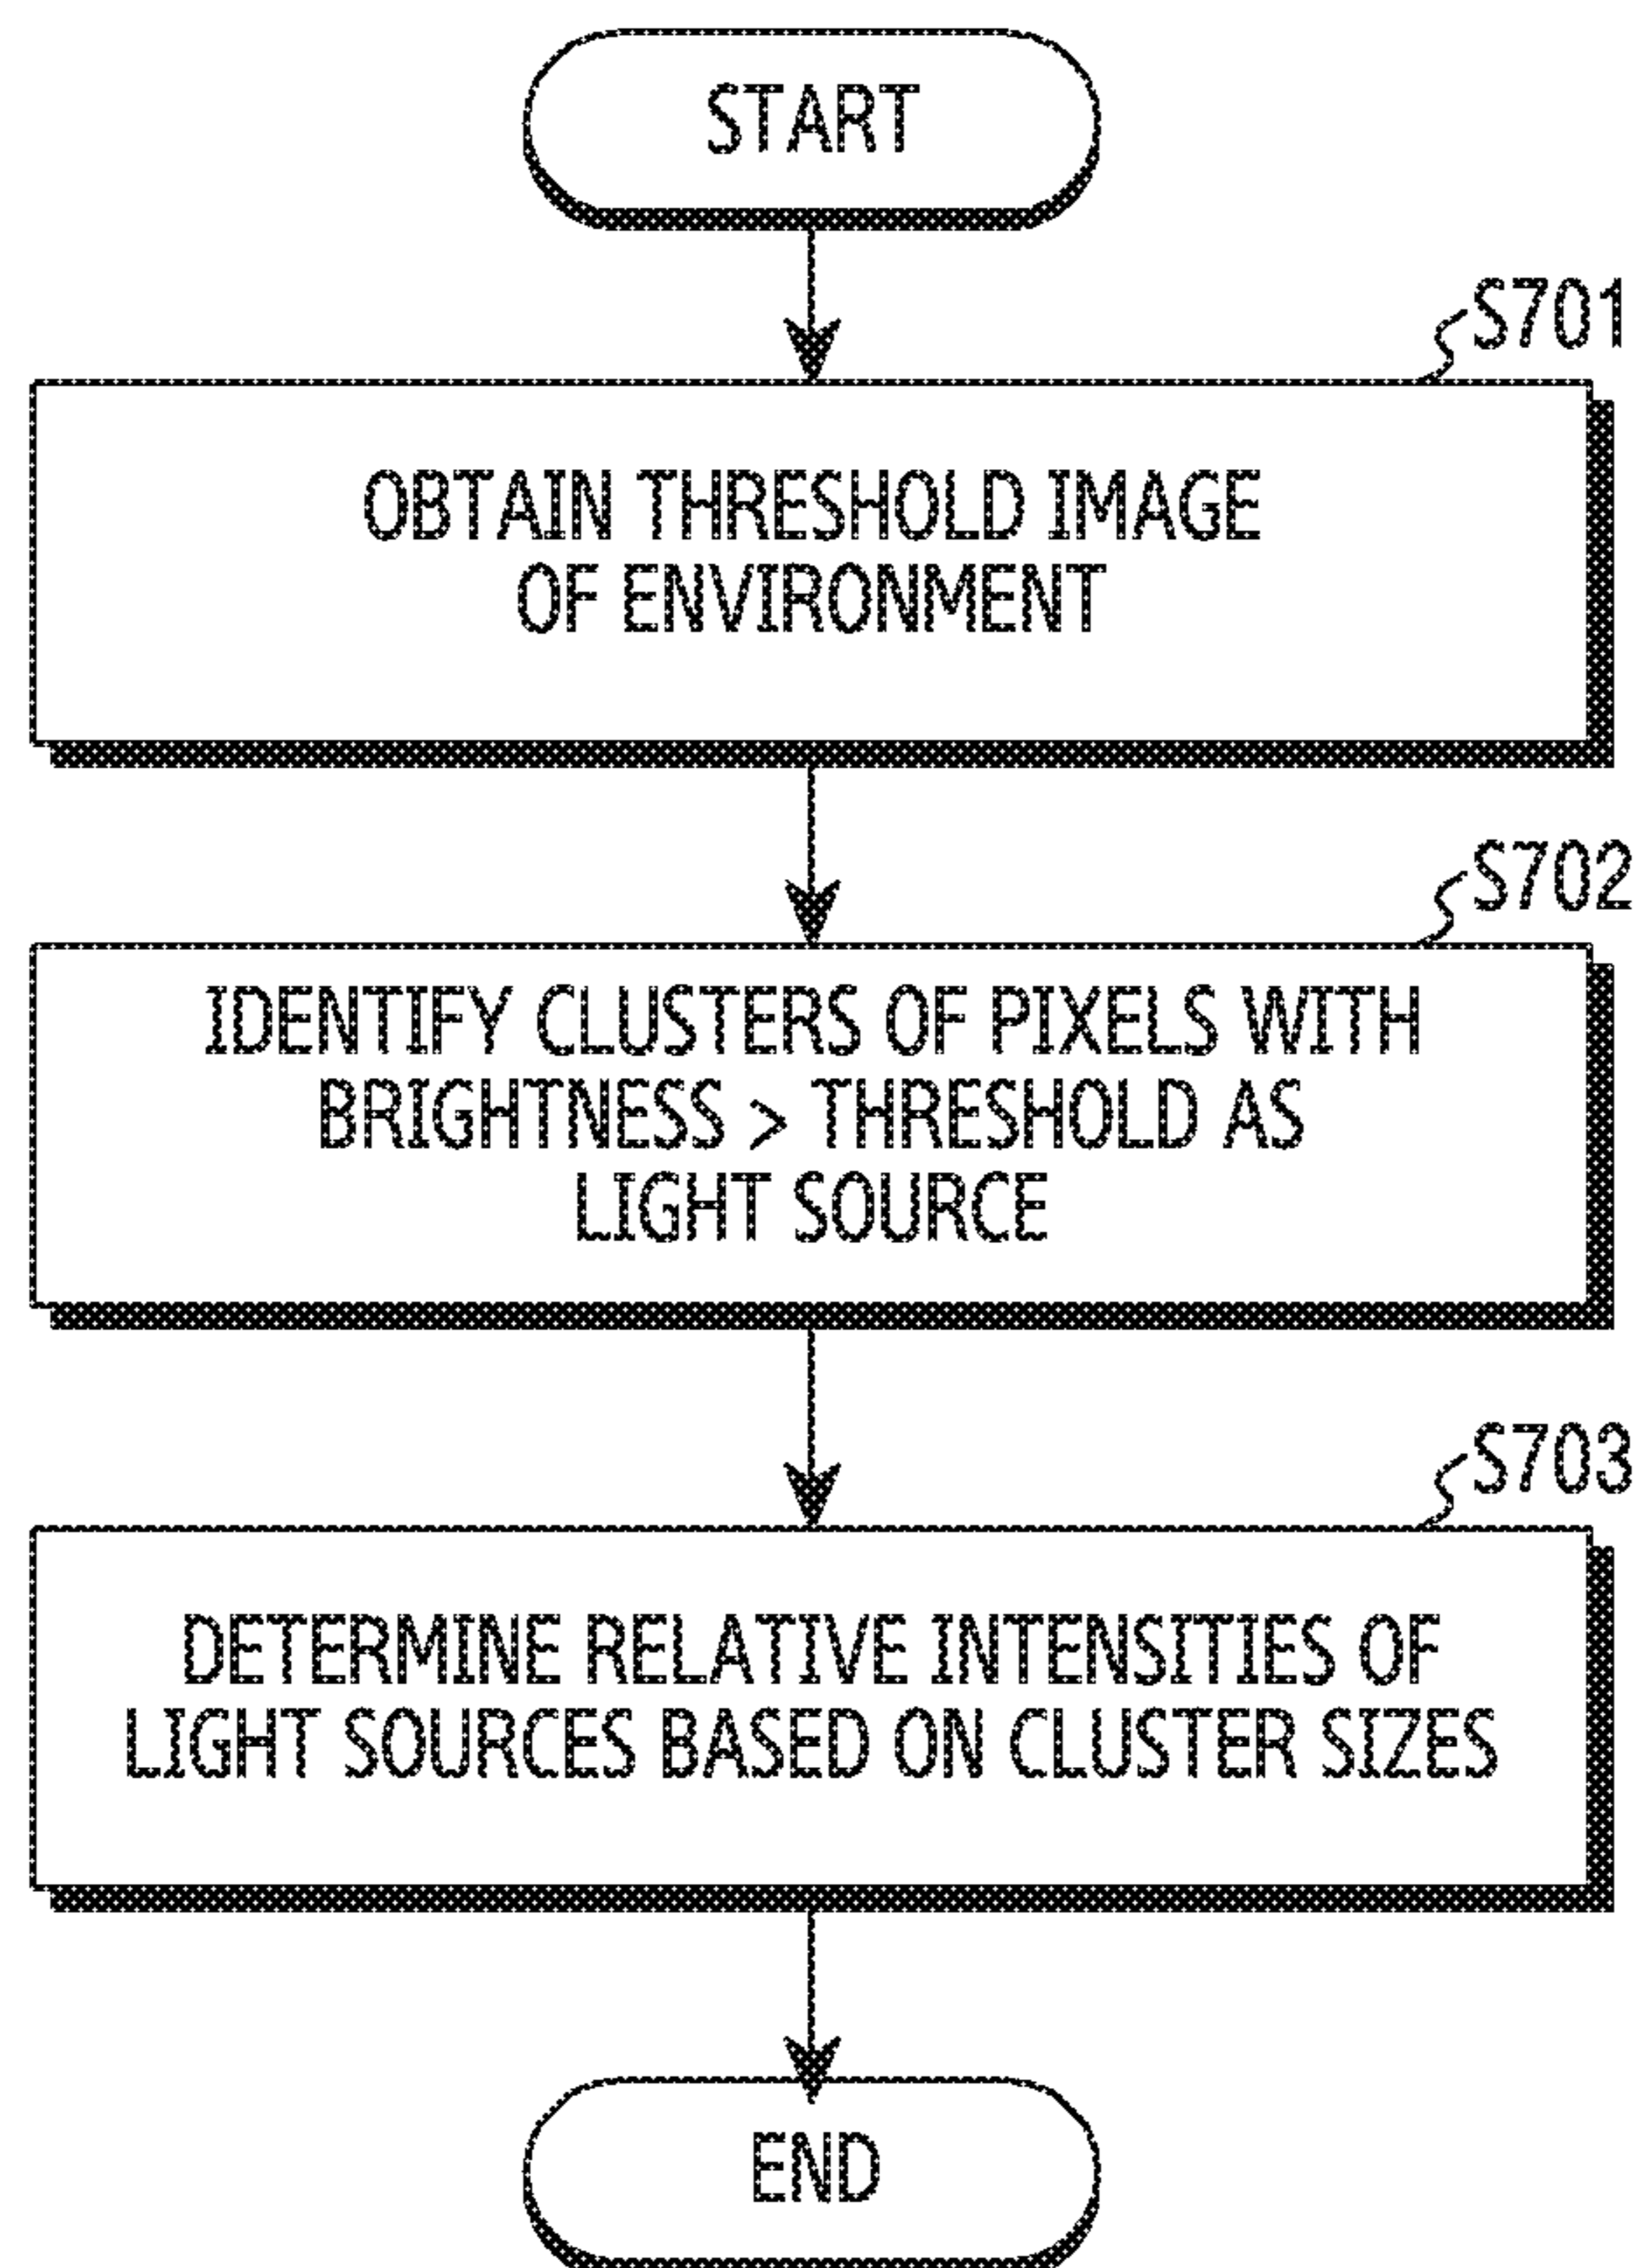 START
S701
OBTAIN THRESHOLD IMAGE
OF ENVIRONMENT
S702
IDENTIFY CLUSTERS OF PIXELS WITH
BRIGHTNESS > THRESHOLD AS
LIGHT SOURCE
S703
DETERMINE RELATIVE INTENSITIES OF
LIGHT SOURCES BASED ON CLUSTER SIZES
END